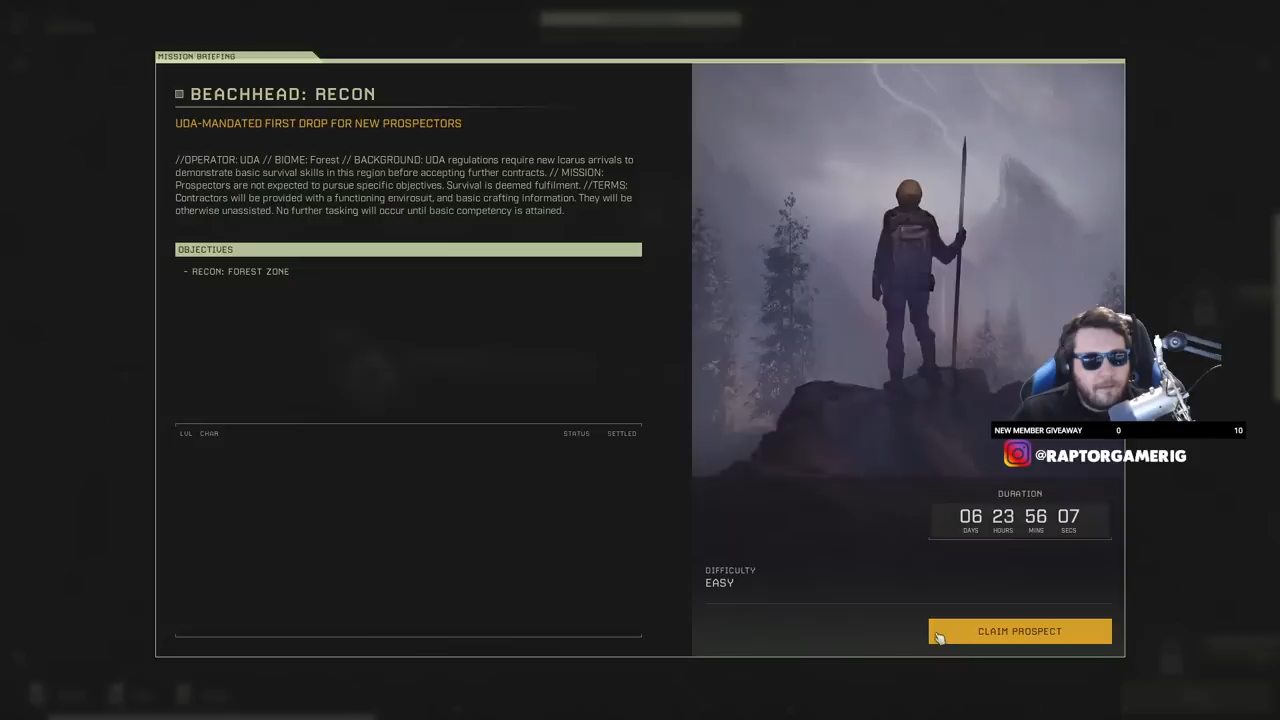 MISSION BRIEFING
BEACHHEAD: RECON
UDA-MANDATED FIRST DROP FOR NEW PROSPECTORS
//OPERATOR: UDA // BIOME: Forest // BACKGROUND: UDA regulations require new Icarus arrivals to
demonstrate basic survival skills in this region before accepting further contracts. // MISSION:
Prospectors are not expected to pursue specific objectives. Survival is deemed fulfilment. //TERMS:
Contractors will be provided with a functioning envirosuit, and basic crafting information. They will be
otherwise unassisted. No further tasking will occur until basic competency is attained.
OBJECTIVES
- RECON: FOREST ZONE
LVL CHAR STATUS SETTLED
NEW MEMBER GIVEAWAY 0 10
@RAPTORGAMERIG
DURATION
06 23 56 07
DAYS HOURS MINS SECS
DIFFICULTY
EASY
CLAIM PROSPECT